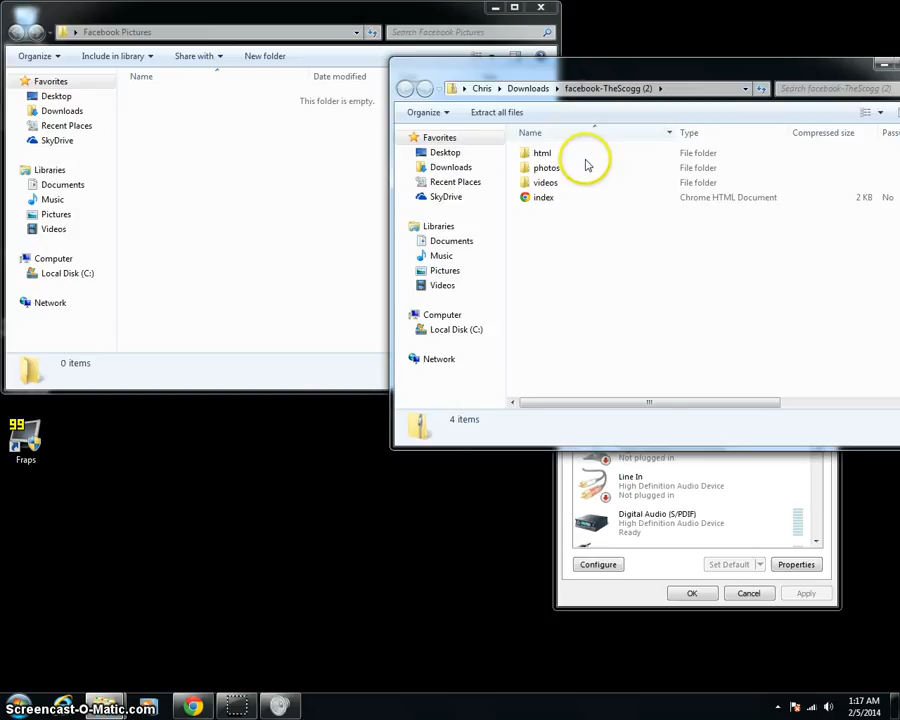 Facebook Pictures
Search Facebook Pictures
Organize
Include in library
Share with
New folder
Favorites
Desktop
Downloads
Recent Places
SkyDrive
Libraries
Documents
Music
Pictures
Videos
Computer
Local Disk (C:)
Network
Name
Date modified
This folder is empty.
0 items
Chris
Downloads
facebook-TheScogg (2)
Search facebook-TheScogg (2)
Organize
Extract all files
Favorites
Desktop
Downloads
Recent Places
SkyDrive
Libraries
Documents
Music
Pictures
Videos
Computer
Local Disk (C:)
Network
Name
Type
Compressed size
Pass
html
File folder
photos
File folder
videos
File folder
index
Chrome HTML Document
2 KB
No
4 items
99
Fraps
Not plugged in
Line In
High Definition Audio Device
Not plugged in
Digital Audio (S/PDIF)
High Definition Audio Device
Ready
Configure
Set Default
Properties
OK
Cancel
Apply
Screencast-O-Matic.com
1:17 AM
2/5/2014